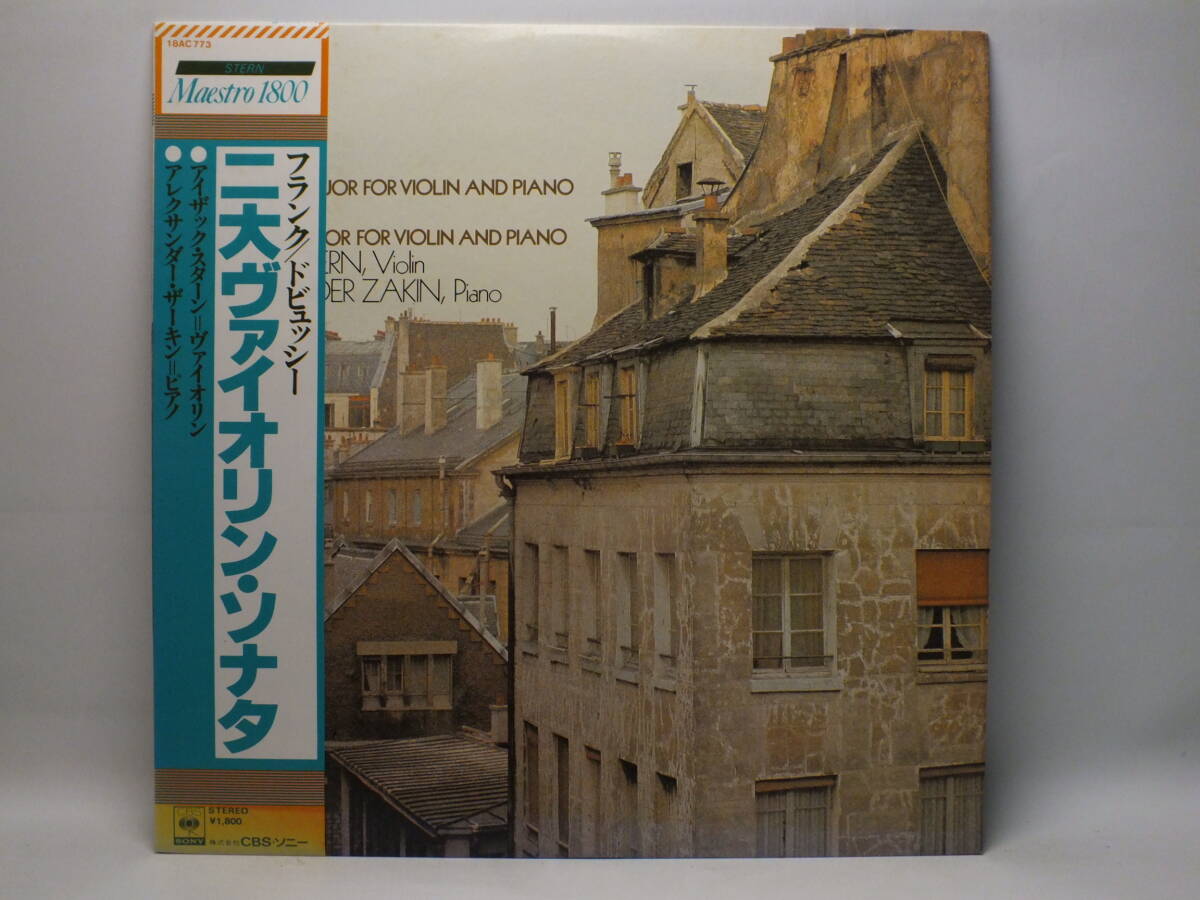 18AC 773
STERN
Maestro 1800
フランク/ドビュッシー
二大ヴァイオリン・ソナタ
●アイザック・スターン=ヴァイオリン
●アレクサンダー・ザーキン=ピアノ
CBS
SONY
STEREO
¥1,800
株式会社 CBS・ソニー
JOR FOR VIOLIN AND PIANO
OR FOR VIOLIN AND PIANO
ERN, Violin
DER ZAKIN, Piano